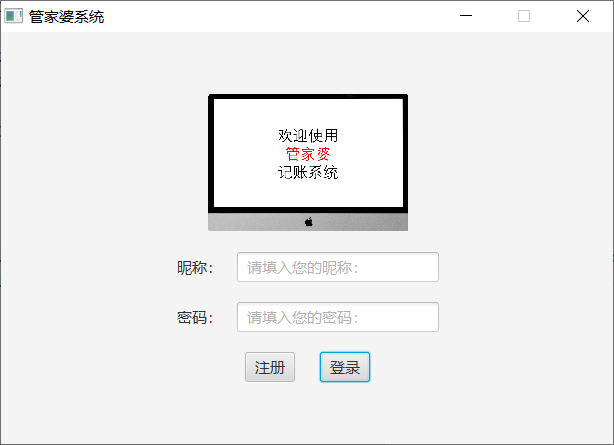 管家婆系统
欢迎使用
管家婆
记账系统
昵称：
请填入您的昵称：
密码：
请填入您的密码：
注册
登录